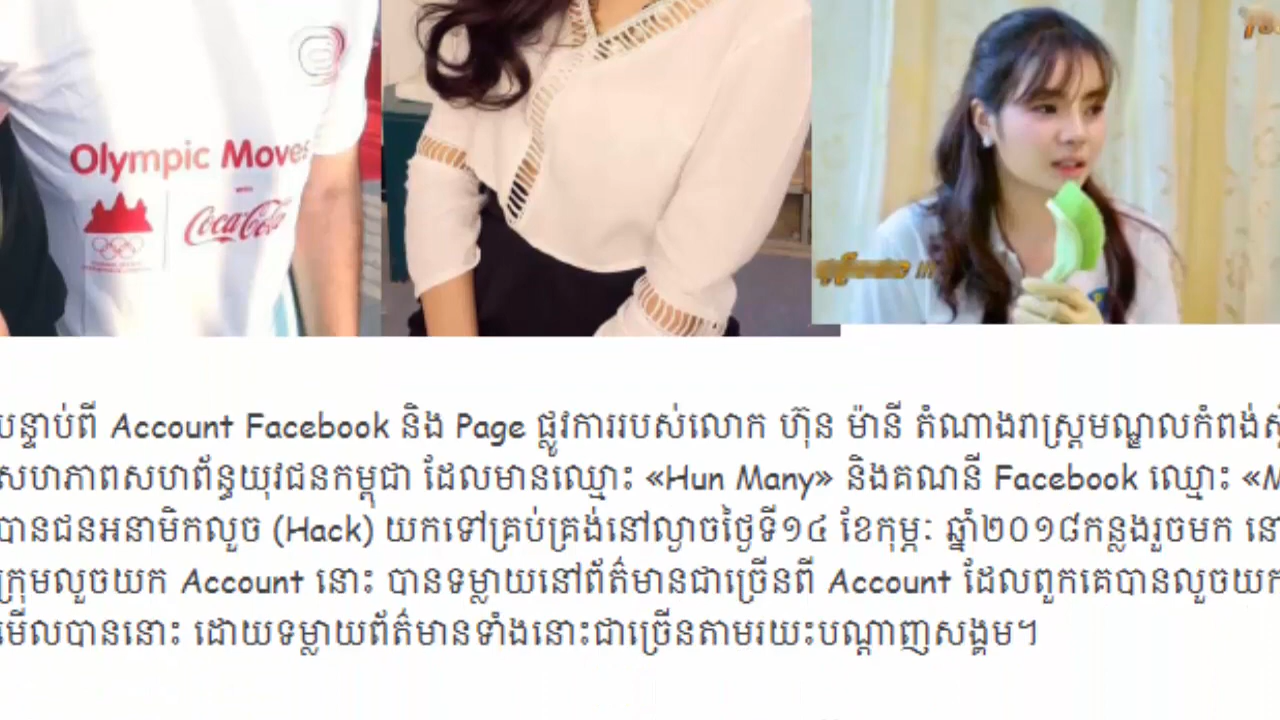 Olympic Moves
Coca-Cola
បន្ទាប់ពី Account Facebook និង Page ផ្លូវការរបស់លោក ហ៊ុន ម៉ានី តំណាងរាស្ត្រមណ្ឌលកំពង់
សហភាពសហព័ន្ធយុវជនកម្ពុជា ដែលមានឈ្មោះ «Hun Many» និងគណនី Facebook ឈ្មោះ «M
បានជនអនាមិកលួច (Hack) យកទៅគ្រប់គ្រងនៅល្ងាចថ្ងៃទី១៤ ខែកុម្ភៈ ឆ្នាំ២០១៨កន្លងរួចមក នោ
ក្រុមលួចយក Account នោះ បានទម្លាយនៅព័ត៌មានជាច្រើនពី Account ដែលពួកគេបានលួចយក
រមើលបាននោះ ដោយទម្លាយព័ត៌មានទាំងនោះជាច្រើនតាមរយះបណ្តាញសង្គម។